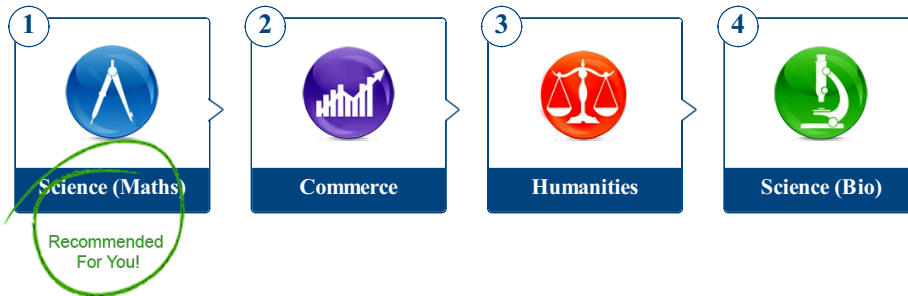 1
2
3
4
Science (Maths)
Commerce
Humanities
Science (Bio)
Recommended
For You!